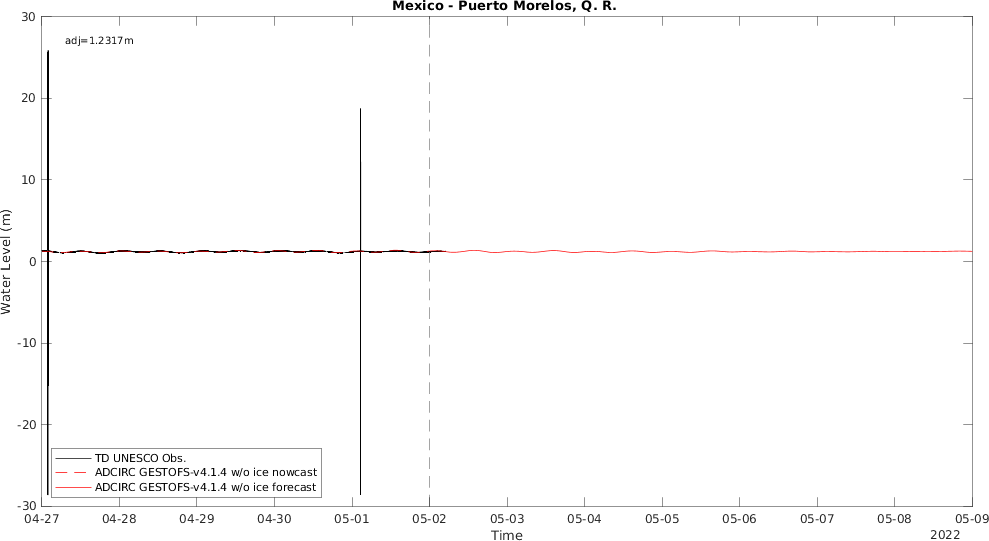 Mexico - Puerto Morelos, Q. R.
30
adj=1.2317m
20
10
0
-10
-20
-30
Water Level (m)
TD UNESCO Obs.
ADCIRC GESTOFS-v4.1.4 w/o ice nowcast
ADCIRC GESTOFS-v4.1.4 w/o ice forecast
04-27 04-28 04-29 04-30 05-01 05-02 05-03 05-04 05-05 05-06 05-07 05-08 05-09
Time
2022